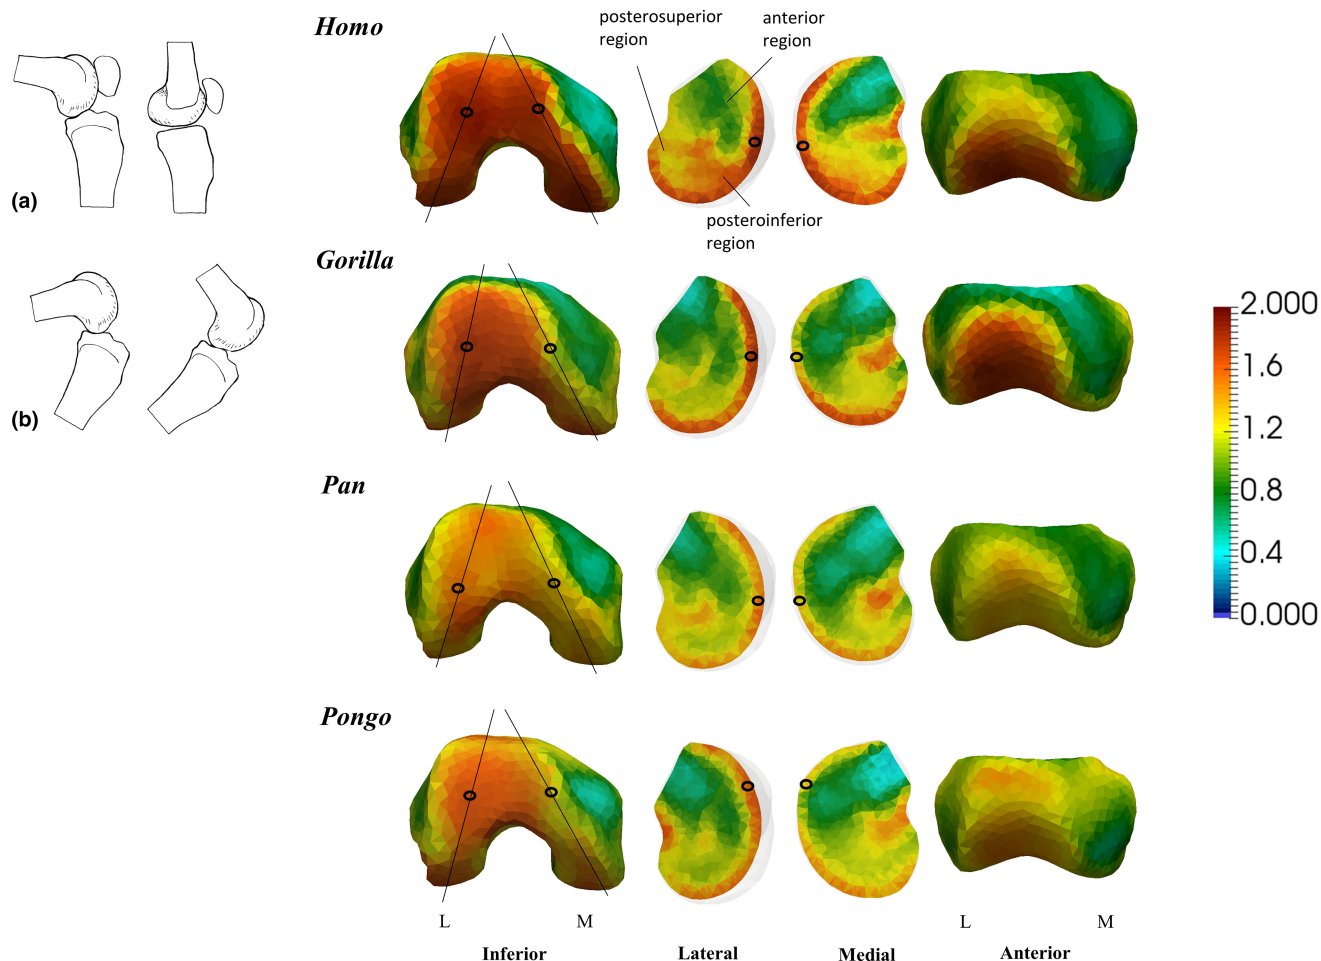 Homo
posterosuperior
region
anterior
region
posteroinferior
region
(a)
Gorilla
(b)
Pan
Pongo
2.000
1.6
1.2
0.8
0.4
0.000
L
M
L
M
Inferior
Lateral
Medial
Anterior